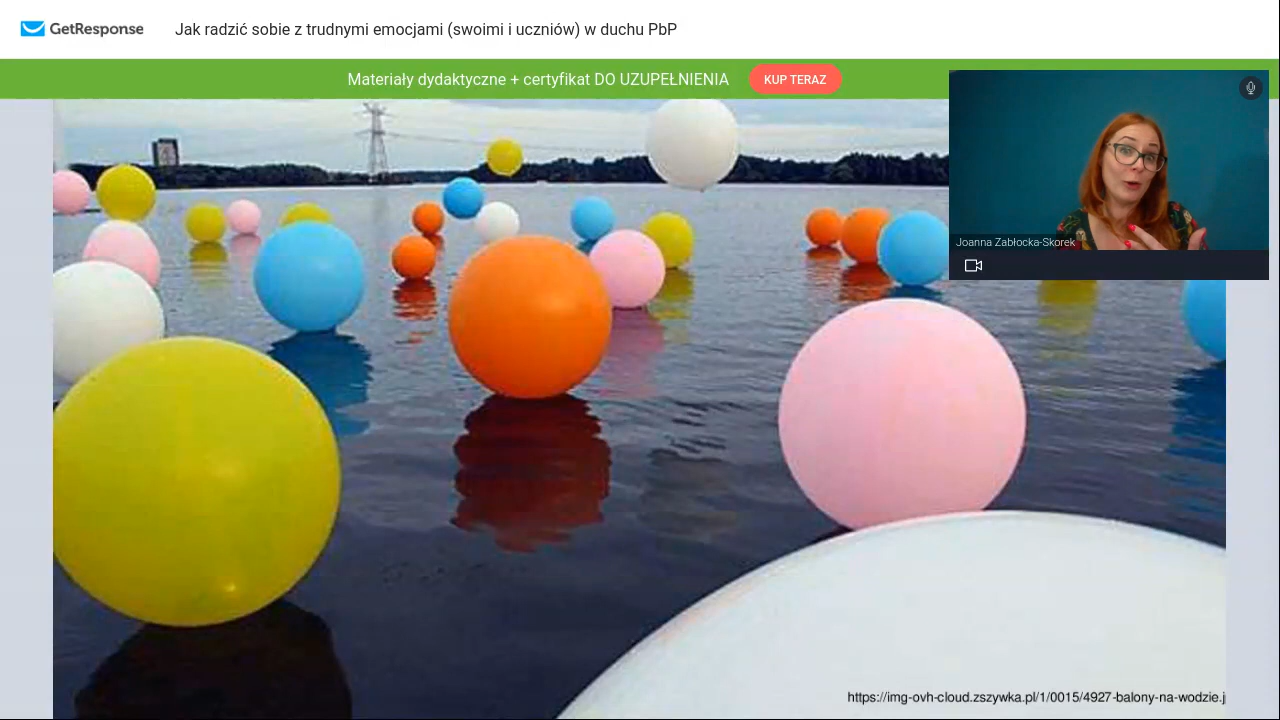 GetResponse
Jak radzić sobie z trudnymi emocjami (swoimi i uczniów) w duchu PbP
Materiały dydaktyczne + certyfikat DO UZUPEŁNIENIA
KUP TERAZ
Joanna Zabłocka-Skorek
https://img-ovh-cloud.zszywka.pl/1/0015/4927-balony-na-wodzie.j